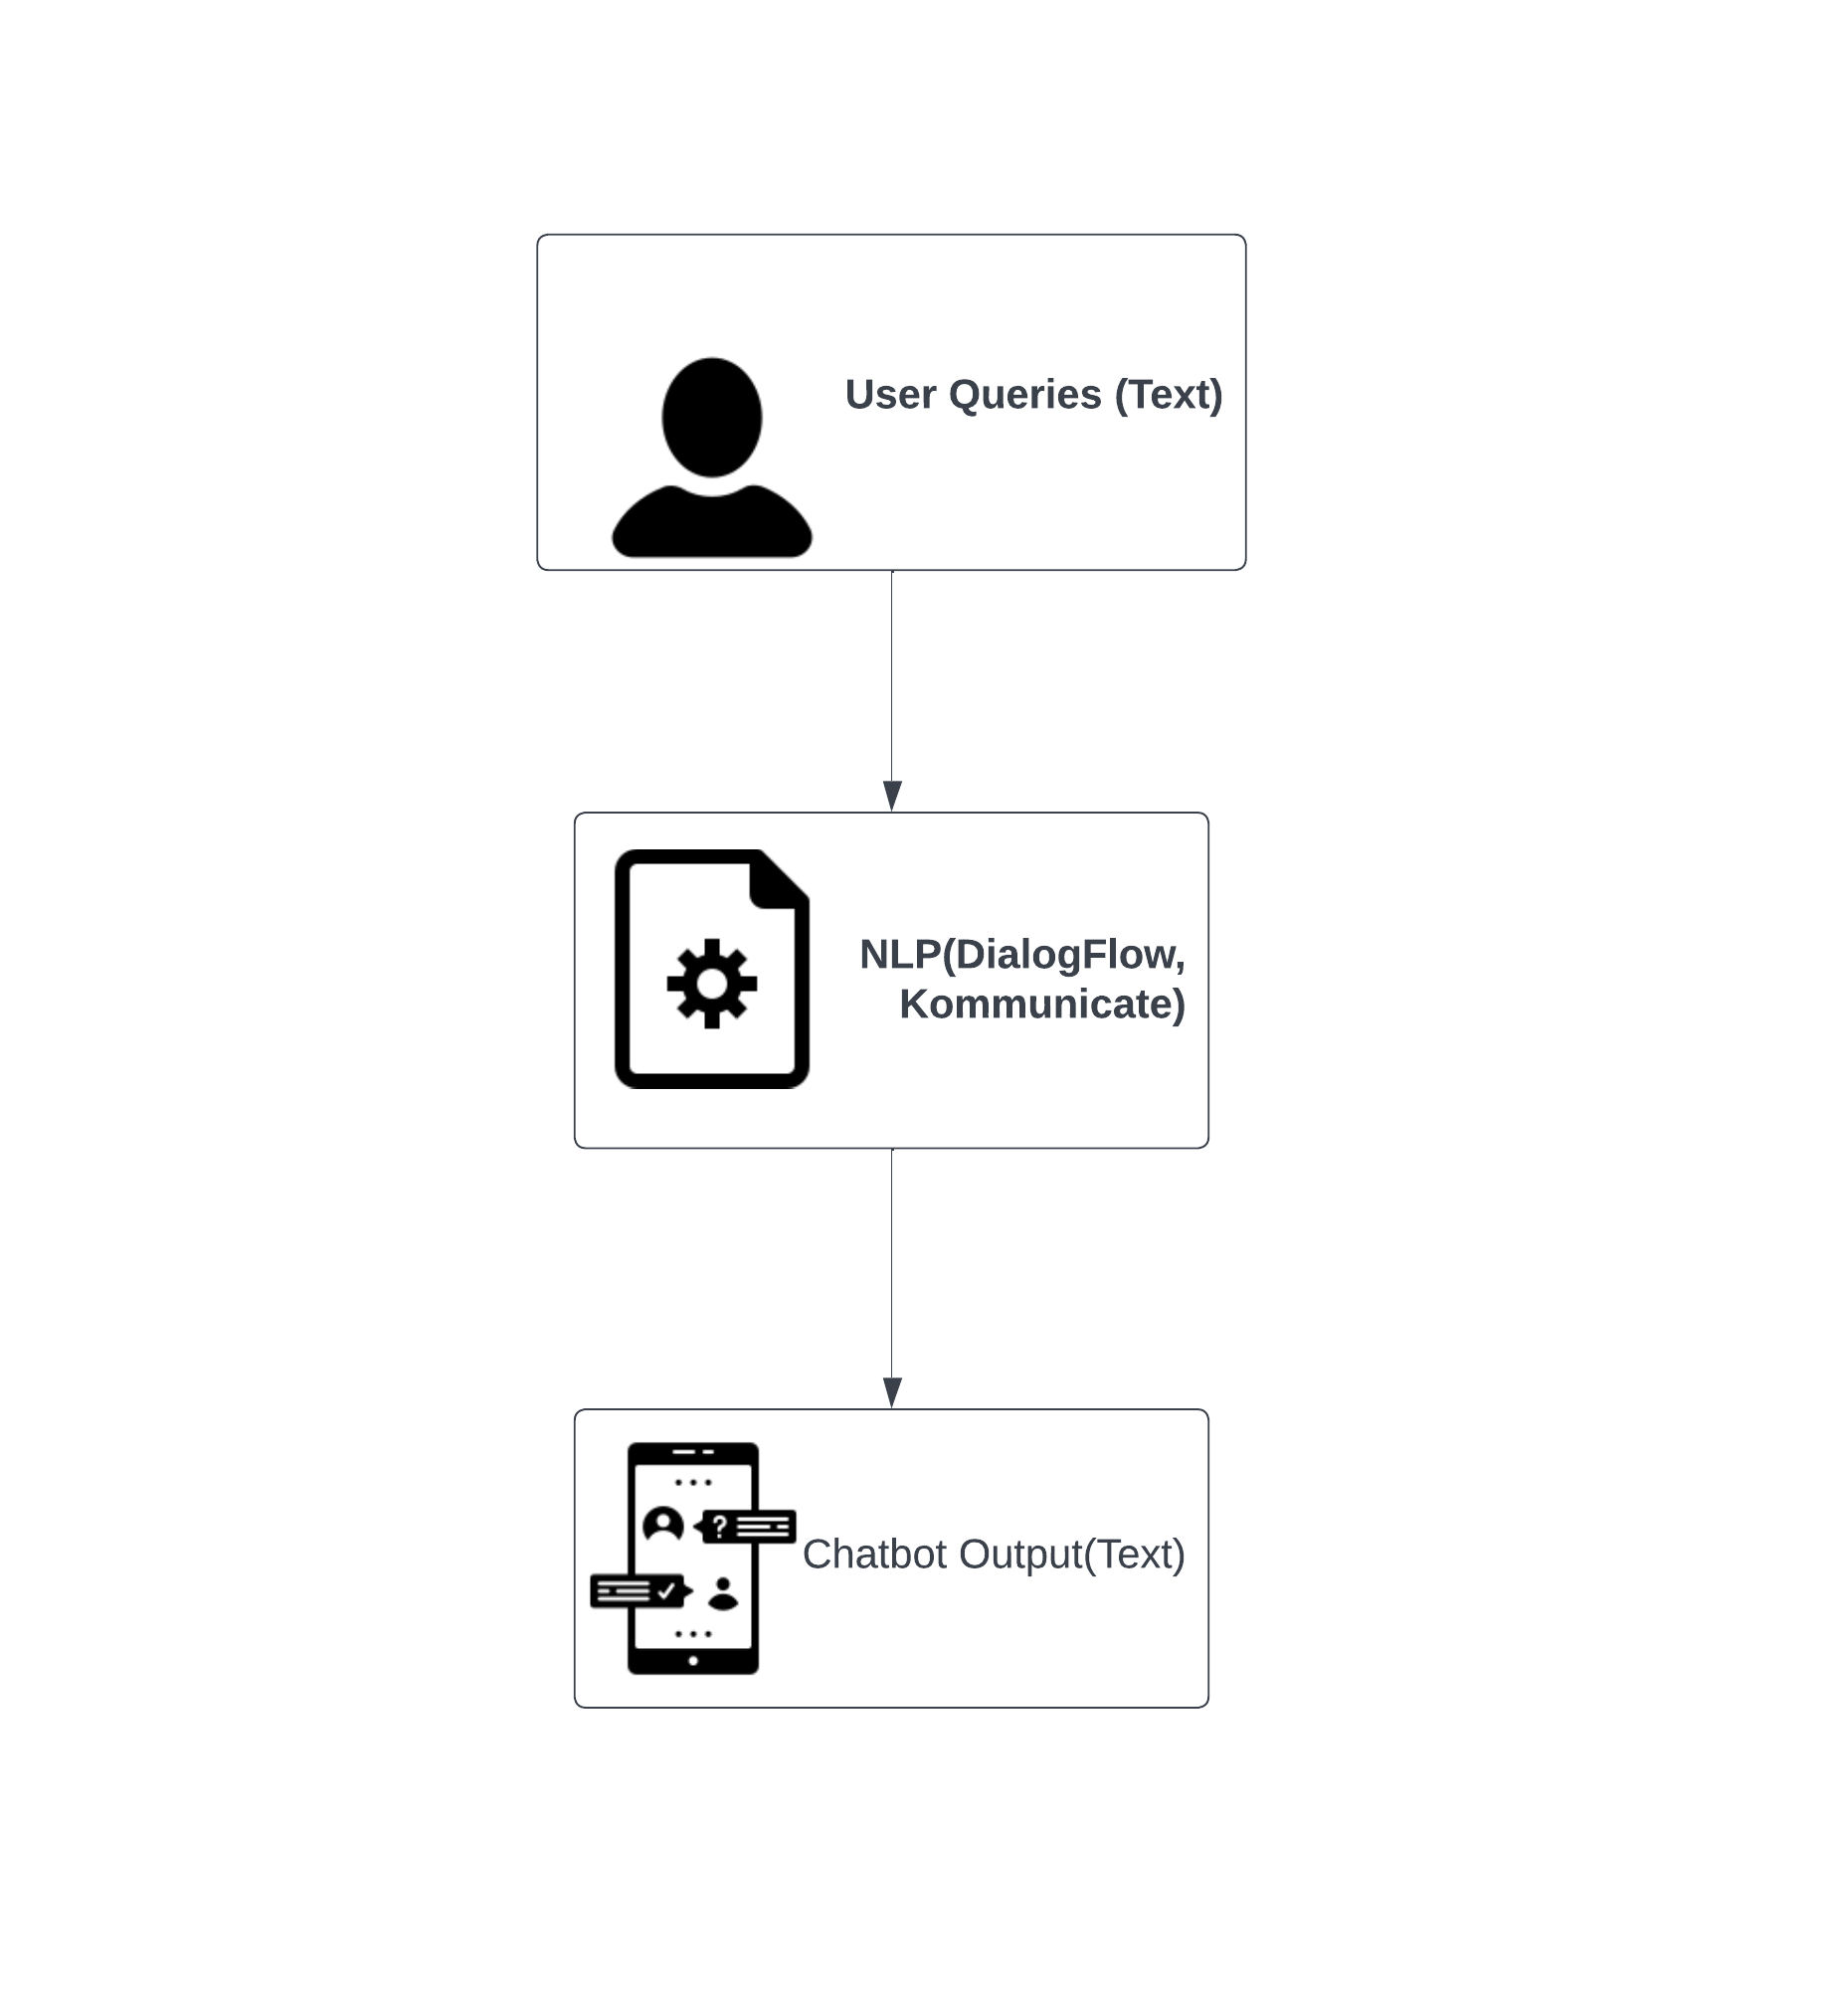 User Queries (Text)
NLP(DialogFlow,
Kommunicate)
?
Chatbot Output(Text)